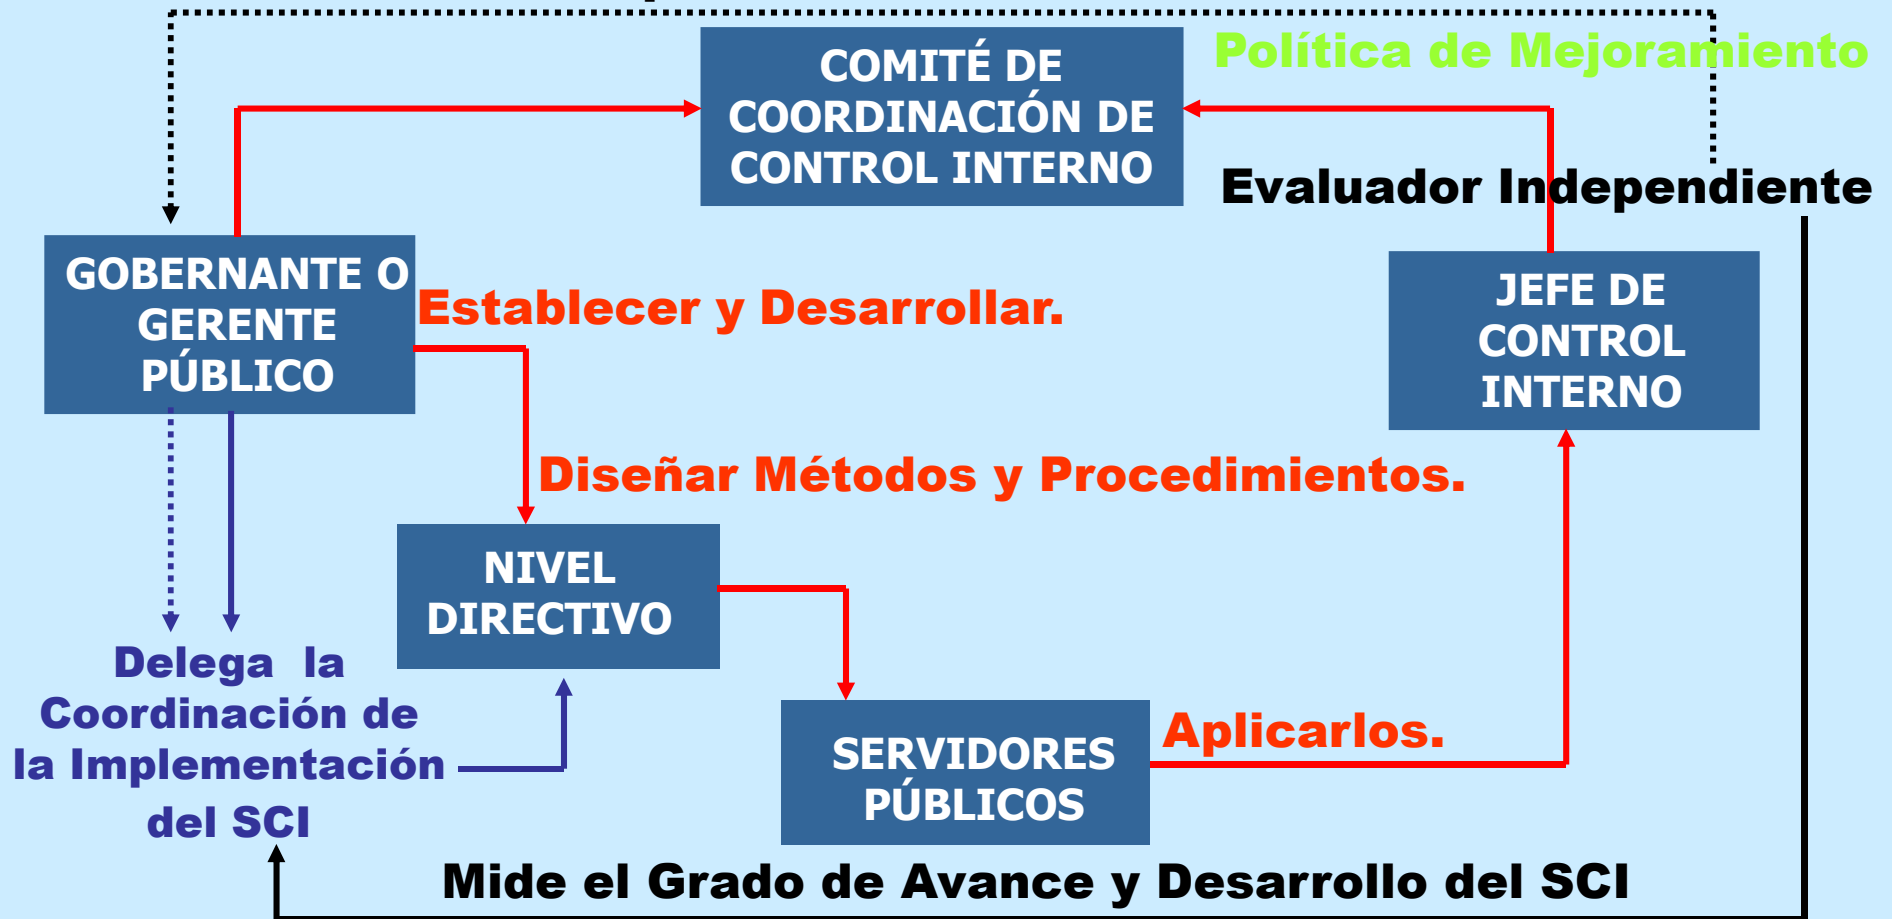 COMITÉ DE
COORDINACIÓN DE
CONTROL INTERNO
Política de Mejoramiento
Evaluador Independiente
GOBERNANTE O
GERENTE
PÚBLICO
Establecer y Desarrollar.
JEFE DE
CONTROL
INTERNO
Diseñar Métodos y Procedimientos.
NIVEL
DIRECTIVO
Delega la
Coordinación de
la Implementación
del SCI
SERVIDORES
PÚBLICOS
Aplicarlos.
Mide el Grado de Avance y Desarrollo del SCI